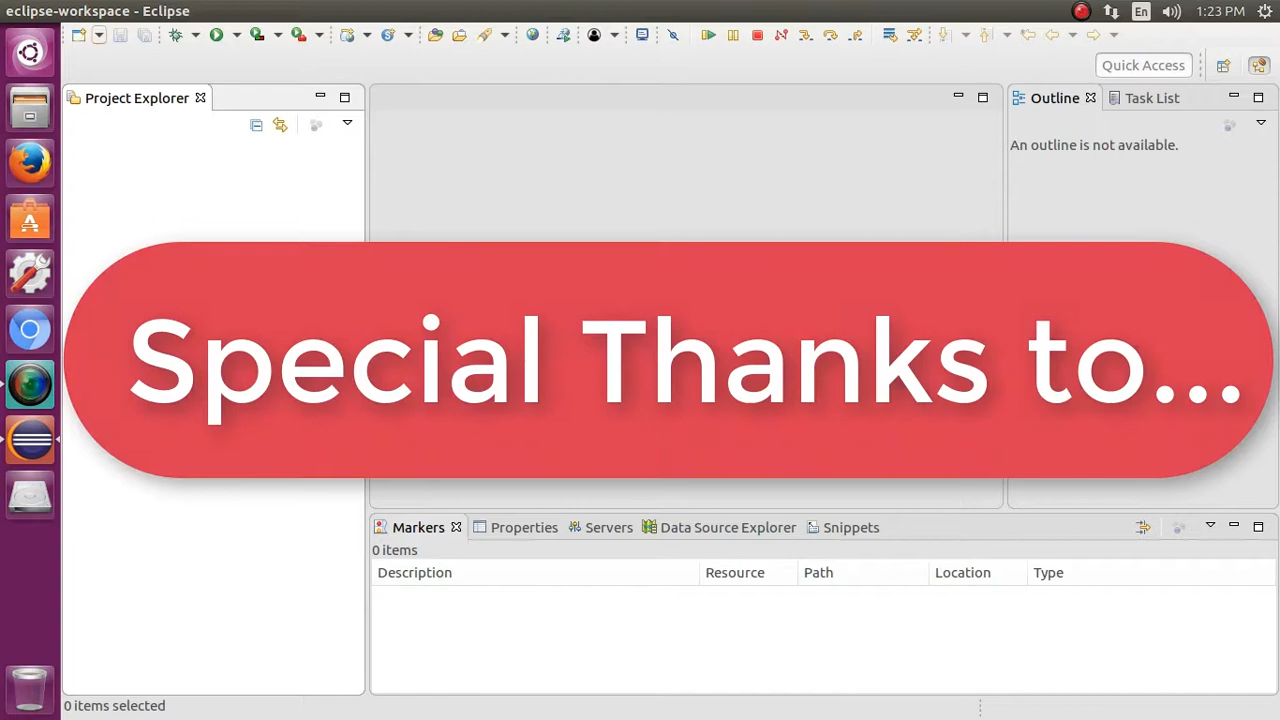 eclipse-workspace - Eclipse
En
1:23 PM
Quick Access
Project Explorer
Outline
Task List
An outline is not available.
Special Thanks to...
Markers
Properties
Servers
Data Source Explorer
Snippets
0 items
Description
Resource
Path
Location
Type
0 items selected